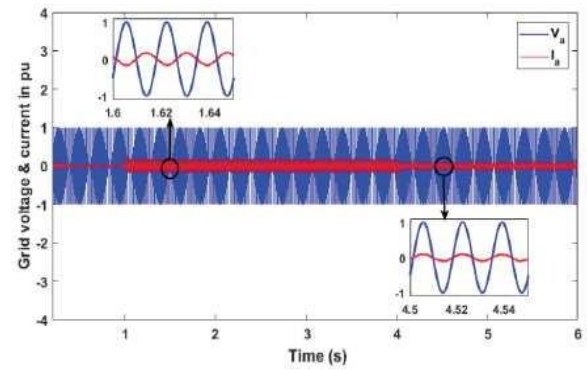 Grid voltage & current in pu
4
3
2
1
0
-1
-2
-3
-4
1
0
-1
1.6 1.62 1.64
V_a
I_a
1
0
-1
4.5 4.52 4.54
1 2 3 4 5 6
Time (s)